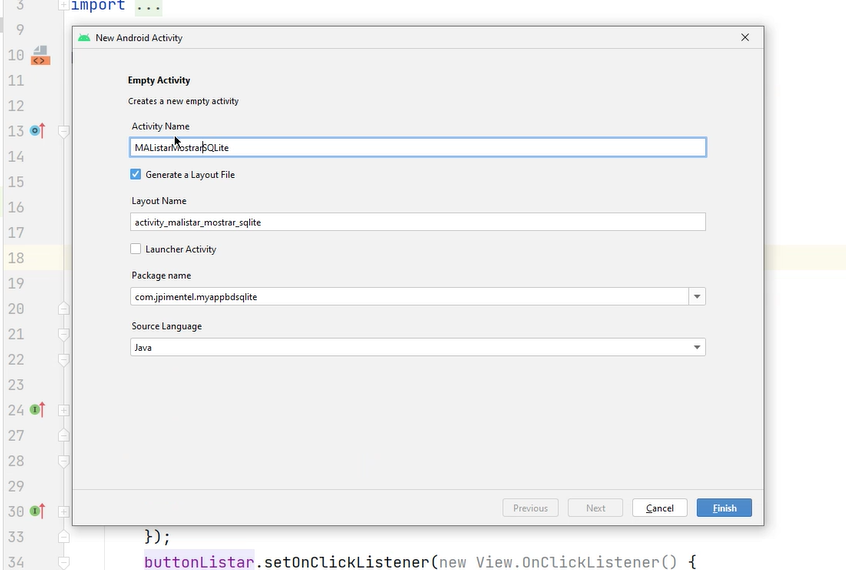 3 import ...
9
New Android Activity
10
Empty Activity
11
Creates a new empty activity
12
Activity Name
13
MAListarMostrarSQLite
14
Generate a Layout File
15
Layout Name
16
activity_malistar_mostrar_sqlite
17
Launcher Activity
18
Package name
19
com.jpimentel.myappbdsqlite
20
Source Language
21
Java
22
23
24
27
28
29
Previous Next Cancel Finish
30
33 });
34 buttonListar.setOnClickListener(new View.OnClickListener() {